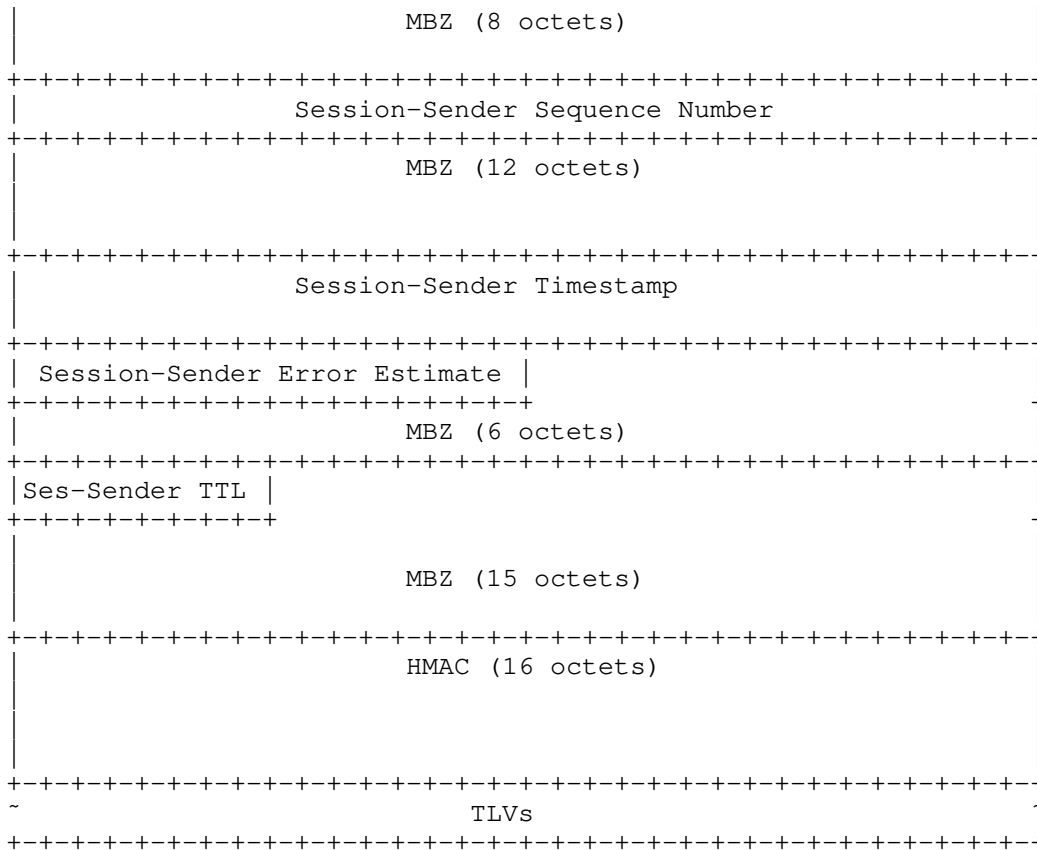 |                        MBZ (8 octets)
|
+-+-+-+-+-+-+-+-+-+-+-+-+-+-+-+-+-+-+-+-+-+-+-+-+-+-+-+-+-+-+-+-+-
|                 Session-Sender Sequence Number
+-+-+-+-+-+-+-+-+-+-+-+-+-+-+-+-+-+-+-+-+-+-+-+-+-+-+-+-+-+-+-+-+-
|                        MBZ (12 octets)
|
|
+-+-+-+-+-+-+-+-+-+-+-+-+-+-+-+-+-+-+-+-+-+-+-+-+-+-+-+-+-+-+-+-+-
|                 Session-Sender Timestamp
|
+-+-+-+-+-+-+-+-+-+-+-+-+-+-+-+-+-+-+-+-+-+-+-+-+-+-+-+-+-+-+-+-+-
| Session-Sender Error Estimate |
+-+-+-+-+-+-+-+-+-+-+-+-+-+-+-+-+                               -
|                        MBZ (6 octets)
+-+-+-+-+-+-+-+-+-+-+-+-+-+-+-+-+-+-+-+-+-+-+-+-+-+-+-+-+-+-+-+-+-
|Ses-Sender TTL |
+-+-+-+-+-+-+-+-+                                               -
|
|                        MBZ (15 octets)
|
+-+-+-+-+-+-+-+-+-+-+-+-+-+-+-+-+-+-+-+-+-+-+-+-+-+-+-+-+-+-+-+-+-
|                        HMAC (16 octets)
|
|
|
+-+-+-+-+-+-+-+-+-+-+-+-+-+-+-+-+-+-+-+-+-+-+-+-+-+-+-+-+-+-+-+-+-
~                            TLVs                               ~
+-+-+-+-+-+-+-+-+-+-+-+-+-+-+-+-+-+-+-+-+-+-+-+-+-+-+-+-+-+-+-+-+-